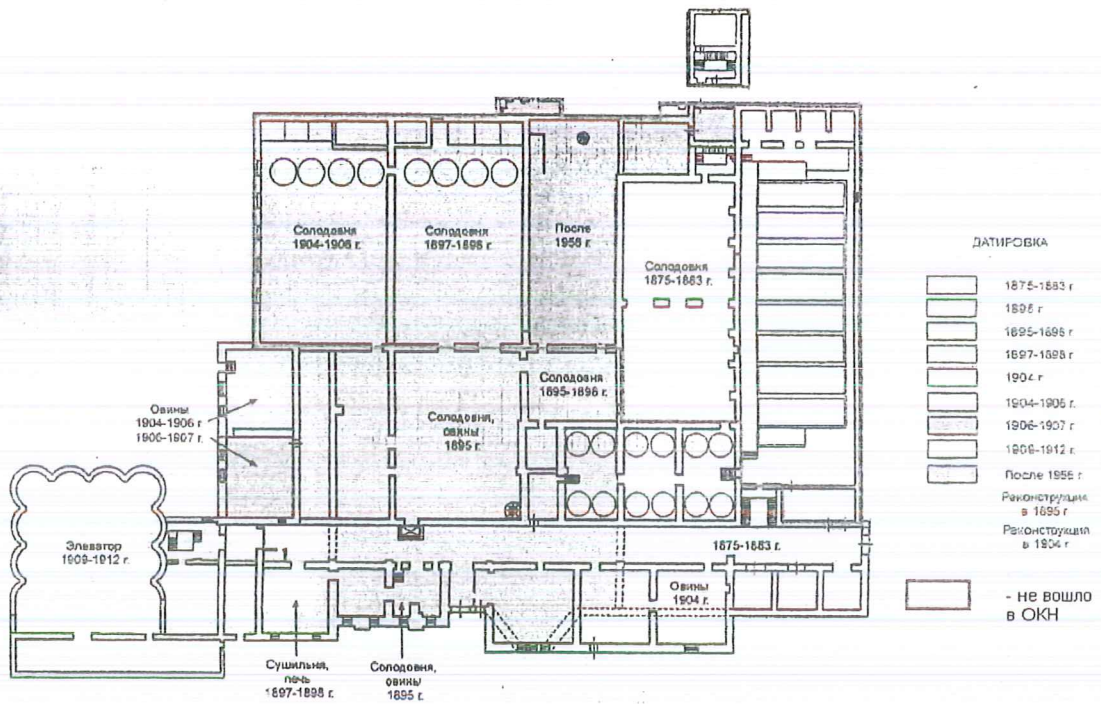 Солодовня
1904-1906 г.
Солодовня
1897-1898 г.
После
1956 г.
Солодовня
1875-1883 г.
Солодовня
1895-1896 г.
Солодовня,
овины
1895 г.
Овины
1904-1906 г
1906-1907 г.
Элеватор
1909-1912 г.
1875-1883 г.
Овины
1904 г.
Сушильня,
печь
1897-1898 г.
Солодовня,
овины
1895 г.
ДАТИРОВКА
1875-1883 г
1895 г
1895-1896 г
1897-1898 г
1904 г
1904-1906 г.
1906-1907 г.
1909-1912 г.
После 1956 г
Реконструкция
в 1895 г
Реконструкция
в 1904 г
- не вошло
в ОКН